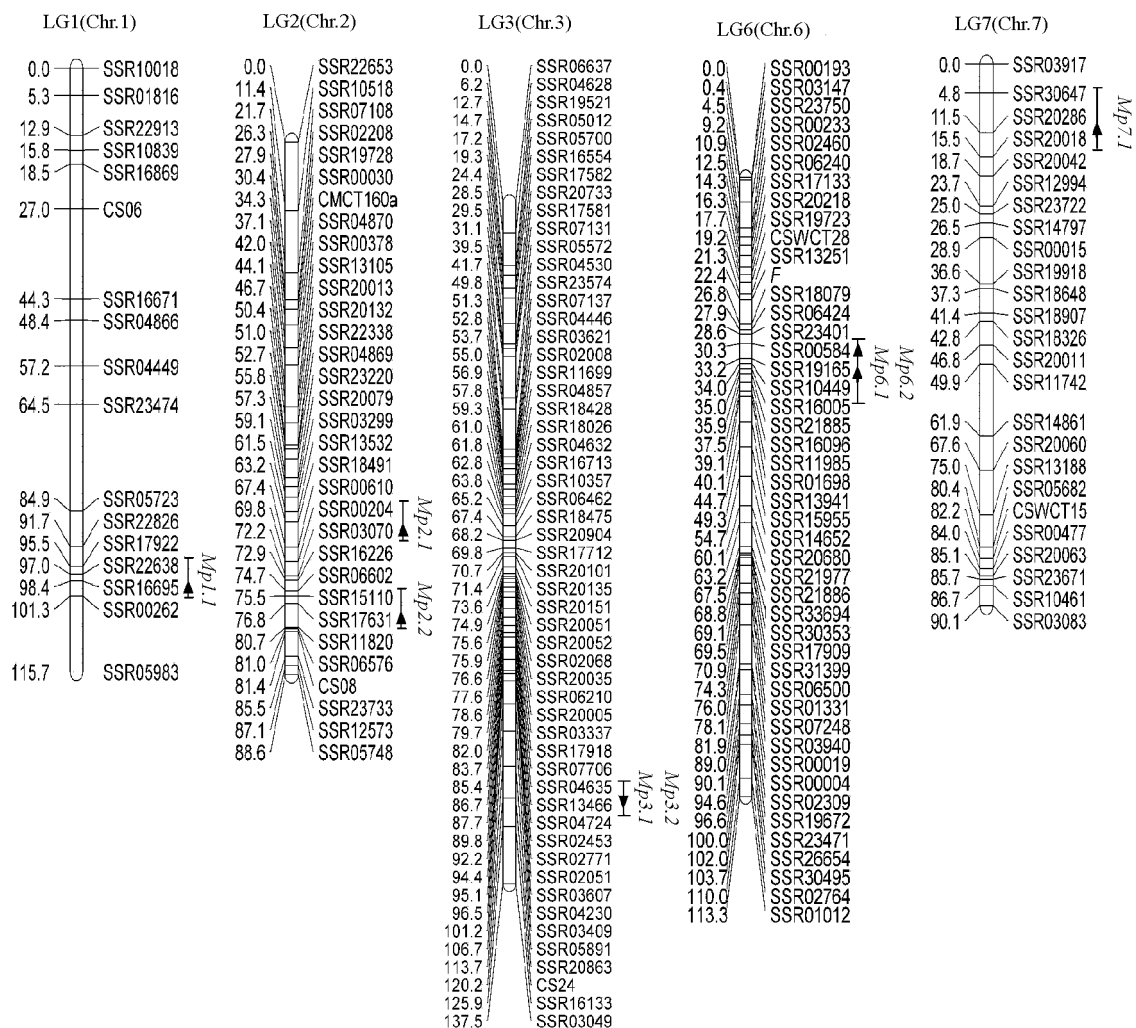 LG1(Chr.1)
0.0 SSR10018
5.3 SSR01816
12.9 SSR22913
15.8 SSR10839
18.5 SSR16869
27.0 CS06
44.3 SSR16671
48.4 SSR04866
57.2 SSR04449
64.5 SSR23474
84.9 SSR05723
91.7 SSR22826
95.5 SSR17922
97.0 SSR22638
98.4 SSR16695
101.3 SSR00262
115.7 SSR05983
Mp1.1
LG2(Chr.2)
0.0 SSR22653
11.4 SSR10518
21.7 SSR07108
26.3 SSR02208
27.9 SSR19728
30.4 SSR00030
34.3 CMCT160a
37.1 SSR04870
42.0 SSR00378
44.1 SSR13105
46.7 SSR20013
50.4 SSR20132
51.0 SSR22338
52.7 SSR04869
55.8 SSR23220
57.3 SSR20079
59.1 SSR03299
61.5 SSR13532
63.2 SSR18491
67.4 SSR00610
69.8 SSR00204
72.2 SSR03070
72.9 SSR16226
74.7 SSR06602
75.5 SSR15110
76.8 SSR17631
80.7 SSR11820
81.0 SSR06576
81.4 CS08
85.5 SSR23733
87.1 SSR12573
88.6 SSR05748
Mp2.1
Mp2.2
LG3(Chr.3)
0.0 SSR06637
6.2 SSR04628
12.7 SSR19521
14.7 SSR05012
17.2 SSR05700
19.3 SSR16554
24.4 SSR17582
28.5 SSR20733
29.5 SSR17581
31.1 SSR07131
39.5 SSR05572
41.7 SSR04530
49.8 SSR23574
51.3 SSR07137
52.8 SSR04446
53.7 SSR03621
55.0 SSR02008
56.9 SSR11699
57.8 SSR04857
59.3 SSR18428
61.0 SSR18026
61.8 SSR04632
62.8 SSR16713
63.8 SSR10357
65.2 SSR06462
67.4 SSR18475
68.2 SSR20904
69.8 SSR17712
70.7 SSR20101
71.4 SSR20135
73.6 SSR20151
74.9 SSR20051
75.6 SSR20052
75.9 SSR02068
76.6 SSR20035
77.6 SSR06210
78.6 SSR20005
79.7 SSR03337
82.0 SSR17918
83.7 SSR07706
85.4 SSR04635
86.7 SSR13466
87.7 SSR04724
89.8 SSR02453
92.2 SSR02771
94.4 SSR02051
95.1 SSR03607
96.5 SSR04230
101.2 SSR03409
106.7 SSR05891
113.7 SSR20863
120.2 CS24
125.9 SSR16133
137.5 SSR03049
Mp3.1
Mp3.2
LG6(Chr.6)
0.0 SSR00193
0.4 SSR03147
4.5 SSR23750
9.2 SSR00233
10.9 SSR02460
12.5 SSR06240
14.3 SSR17133
16.3 SSR20218
17.7 SSR19723
19.2 CSWCT28
21.3 SSR13251
22.4 F
26.8 SSR18079
27.9 SSR06424
28.6 SSR23401
30.3 SSR00584
33.2 SSR19165
34.0 SSR10449
35.0 SSR16005
35.9 SSR21885
37.5 SSR16096
39.1 SSR11985
40.1 SSR01698
44.7 SSR13941
49.3 SSR15955
54.7 SSR14652
60.1 SSR20680
63.2 SSR21977
67.5 SSR21886
68.8 SSR33694
69.1 SSR30353
69.5 SSR17909
70.9 SSR31399
74.3 SSR06500
76.0 SSR01331
78.1 SSR07248
81.9 SSR03940
89.0 SSR00019
90.1 SSR00004
94.6 SSR02309
96.6 SSR19672
100.0 SSR23471
102.0 SSR26654
103.7 SSR30495
110.0 SSR02764
113.3 SSR01012
Mp6.1
Mp6.2
LG7(Chr.7)
0.0 SSR03917
4.8 SSR30647
11.5 SSR20286
15.5 SSR20018
18.7 SSR20042
23.7 SSR12994
25.0 SSR23722
26.5 SSR14797
28.9 SSR00015
36.6 SSR19918
37.3 SSR18648
41.4 SSR18907
42.8 SSR18326
46.8 SSR20011
49.9 SSR11742
61.9 SSR14861
67.6 SSR20060
75.0 SSR13188
80.4 SSR05682
82.2 CSWCT15
84.0 SSR00477
85.1 SSR20063
85.7 SSR23671
86.7 SSR10461
90.1 SSR03083
Mp7.1